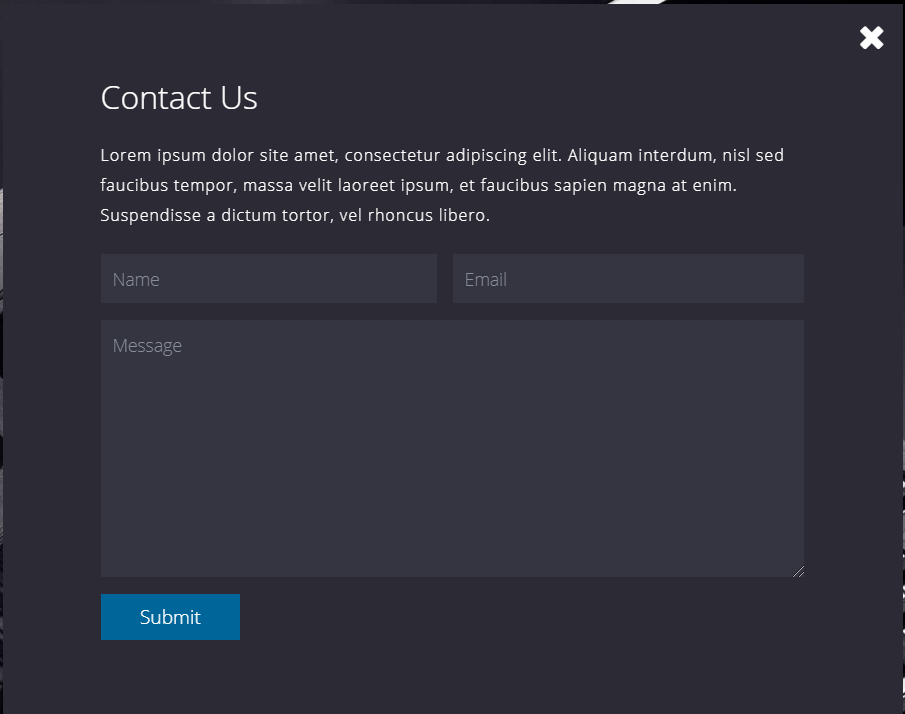 Contact Us
Lorem ipsum dolor site amet, consectetur adipiscing elit. Aliquam interdum, nisl sed
faucibus tempor, massa velit laoreet ipsum, et faucibus sapien magna at enim.
Suspendisse a dictum tortor, vel rhoncus libero.
Name Email
Message
Submit